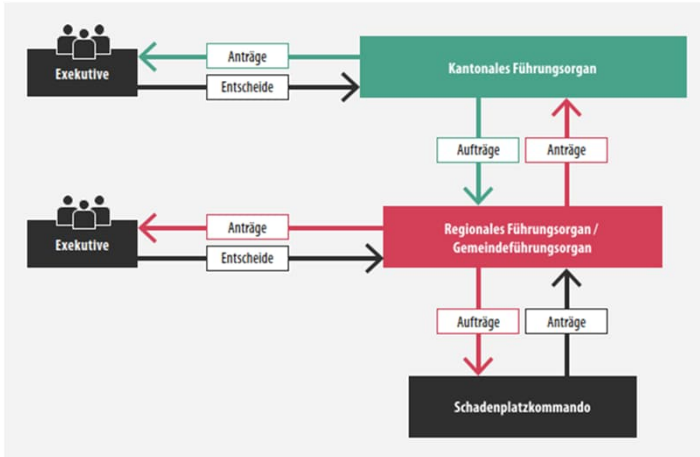 Anträge
Exekutive
Kantonales Führungsorgan
Entscheide
Aufträge
Anträge
Anträge
Exekutive
Regionales Führungsorgan /
Gemeindeführungsorgan
Entscheide
Aufträge
Anträge
Schadenplatzkommando